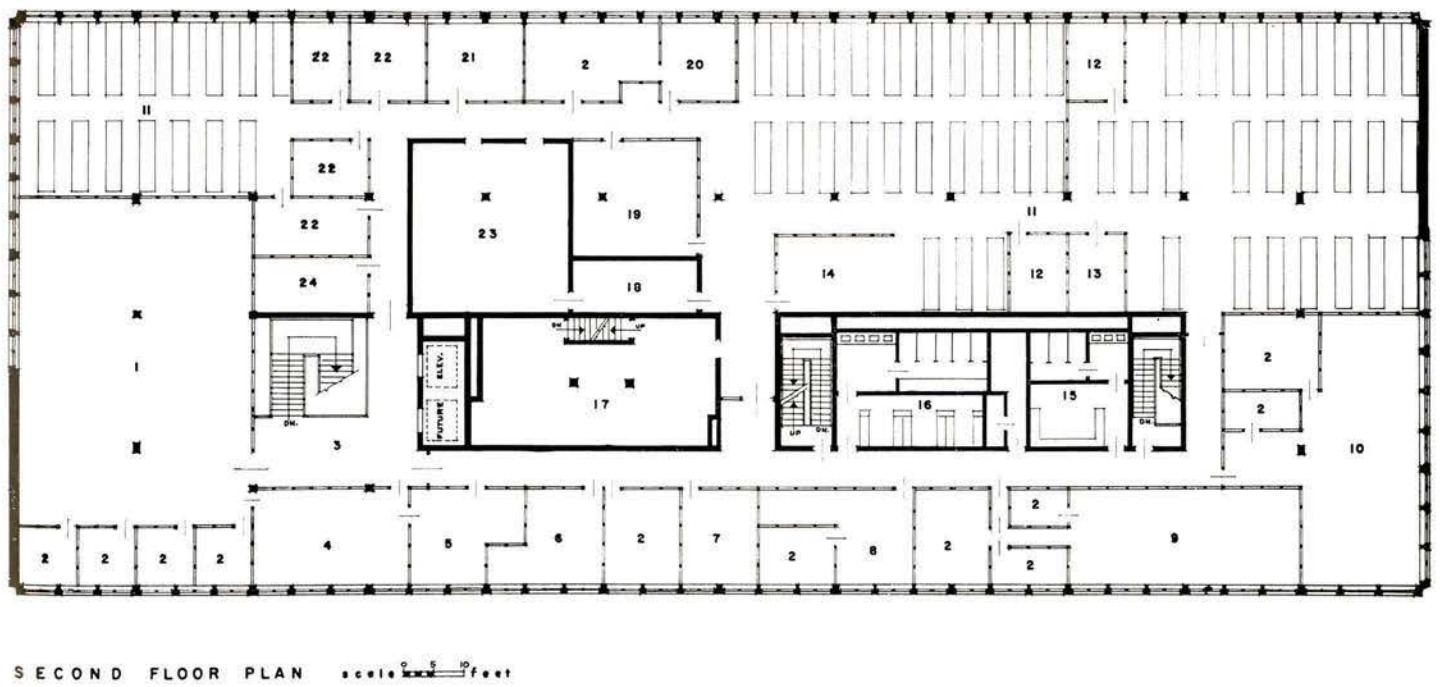 22 22 21 2 20 12
11
22
22 23 19 11
24 18 14 12 13
DN. UP
1 ELEV. 2
FUTURE 17 16 15 2
DN. UP DN. DN.
3 10
2 2 2 2 4 5 6 2 7 2 8 2 2 2 9
SECOND FLOOR PLAN scale 0 5 10 feet